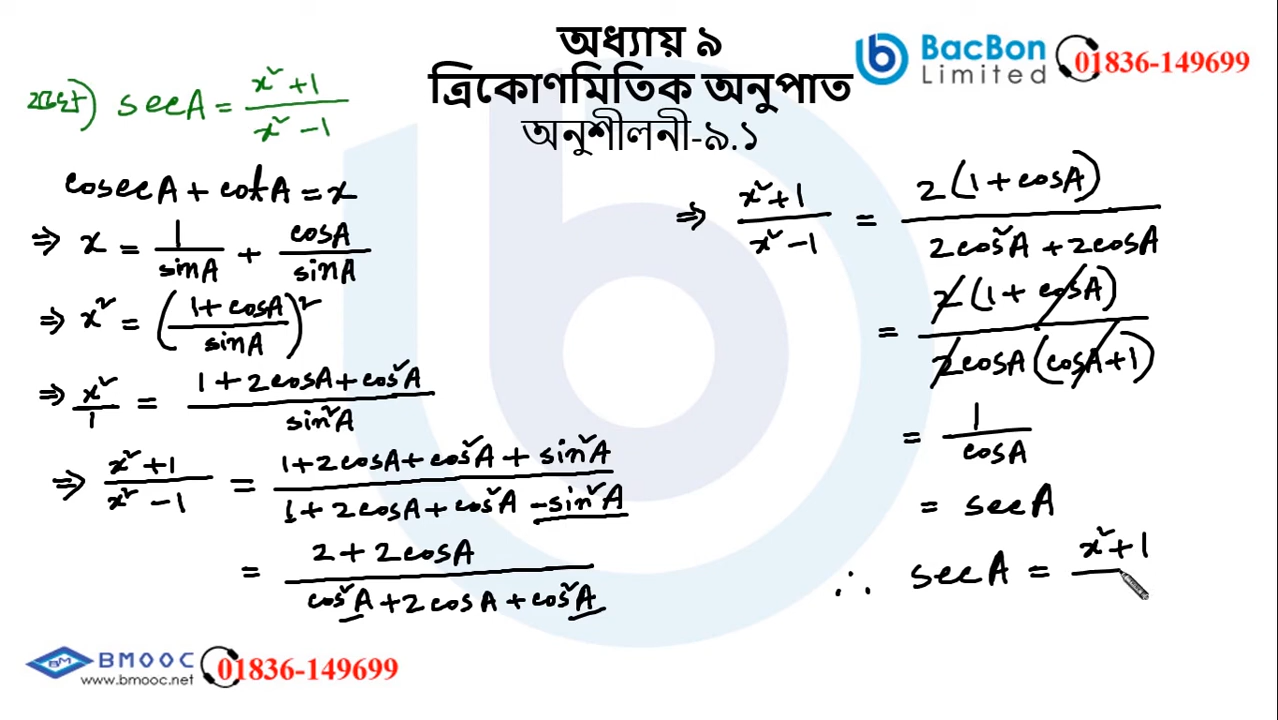 অধ্যায় ৯
ত্রিকোণমিতিক অনুপাত
অনুশীলনী-৯.১
BacBon
Limited
01836-149699
secA = (x²+1)/(x²-1)
cosecA + cotA = x
⇒ x = 1/sinA + cosA/sinA
⇒ x² = ((1+cosA)/sinA)²
⇒ x²/1 = (1+2cosA+cos²A)/sin²A
⇒ (x²+1)/(x²-1) = (1+2cosA+cos²A+sin²A)/(1+2cosA+cos²A-sin²A)
= (2+2cosA)/(cos²A+2cosA+cos²A)
⇒ (x²+1)/(x²-1) = 2(1+cosA)/(2cos²A+2cosA)
= 2(1+cosA)/(2cosA(cosA+1))
= 1/cosA
= secA
∴ secA = x²+1
BMOOC
www.bmooc.net
01836-149699